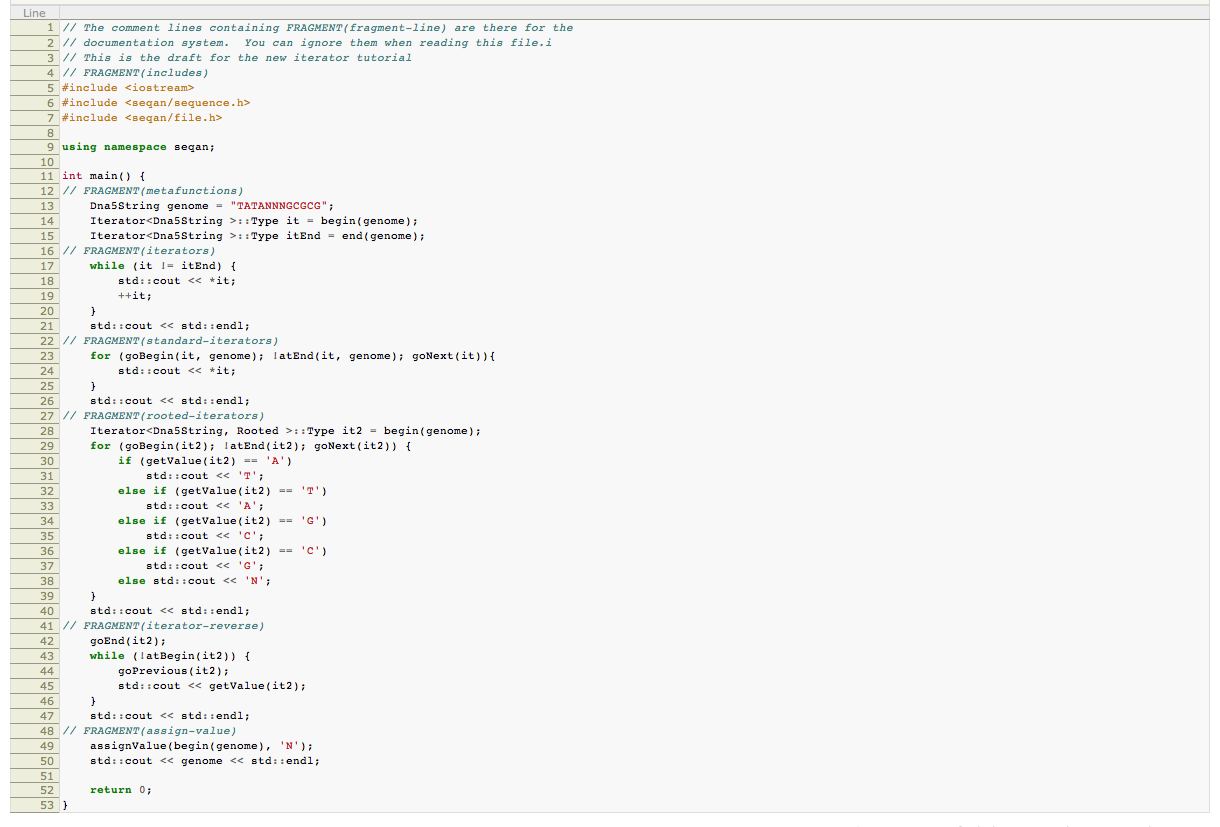 Line
1 // The comment lines containing FRAGMENT(fragment-line) are there for the
2 // documentation system.  You can ignore them when reading this file.i
3 // This is the draft for the new iterator tutorial
4 // FRAGMENT(includes)
5 #include <iostream>
6 #include <seqan/sequence.h>
7 #include <seqan/file.h>
8
9 using namespace seqan;
10
11 int main() {
12 // FRAGMENT(metafunctions)
13     Dna5String genome = "TATANNNGCGCG";
14     Iterator<Dna5String >::Type it = begin(genome);
15     Iterator<Dna5String >::Type itEnd = end(genome);
16 // FRAGMENT(iterators)
17     while (it != itEnd) {
18         std::cout << *it;
19         ++it;
20     }
21     std::cout << std::endl;
22 // FRAGMENT(standard-iterators)
23     for (goBegin(it, genome); !atEnd(it, genome); goNext(it)){
24         std::cout << *it;
25     }
26     std::cout << std::endl;
27 // FRAGMENT(rooted-iterators)
28     Iterator<Dna5String, Rooted >::Type it2 = begin(genome);
29     for (goBegin(it2); !atEnd(it2); goNext(it2)) {
30         if (getValue(it2) == 'A')
31             std::cout << 'T';
32         else if (getValue(it2) == 'T')
33             std::cout << 'A';
34         else if (getValue(it2) == 'G')
35             std::cout << 'C';
36         else if (getValue(it2) == 'C')
37             std::cout << 'G';
38         else std::cout << 'N';
39     }
40     std::cout << std::endl;
41 // FRAGMENT(iterator-reverse)
42     goEnd(it2);
43     while (!atBegin(it2)) {
44         goPrevious(it2);
45         std::cout << getValue(it2);
46     }
47     std::cout << std::endl;
48 // FRAGMENT(assign-value)
49     assignValue(begin(genome), 'N');
50     std::cout << genome << std::endl;
51
52     return 0;
53 }